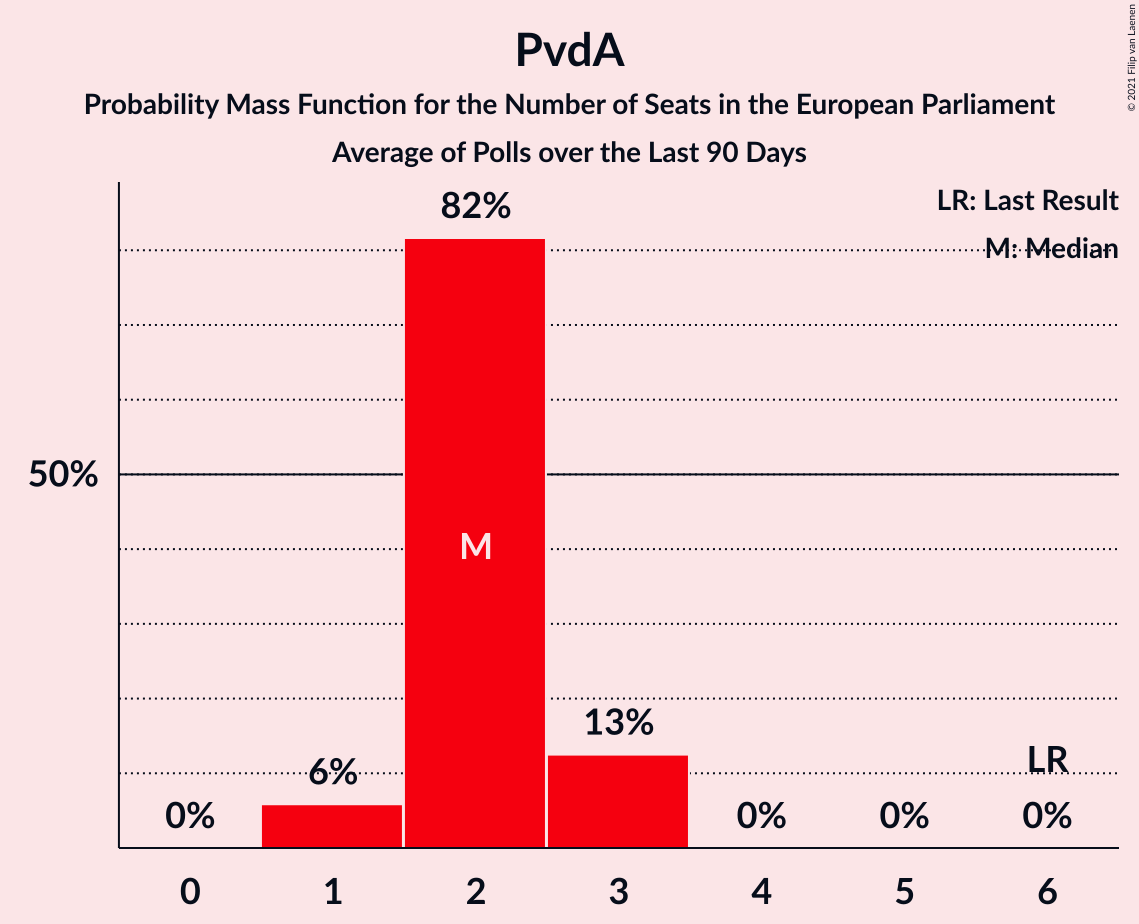 PvdA
Probability Mass Function for the Number of Seats in the European Parliament
Average of Polls over the Last 90 Days
© 2021 Filip van Laenen
LR: Last Result
M: Median
82%
50%
M
13%
6%
LR
0%
0%
0%
0%
0 1 2 3 4 5 6